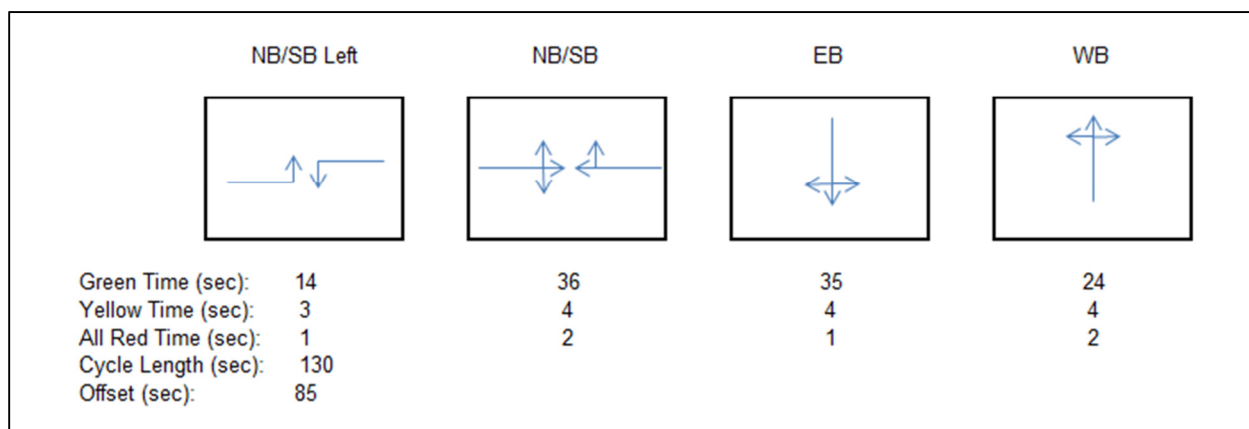 NB/SB Left NB/SB EB WB
Green Time (sec): 14 36 35 24
Yellow Time (sec): 3 4 4 4
All Red Time (sec): 1 2 1 2
Cycle Length (sec): 130
Offset (sec): 85